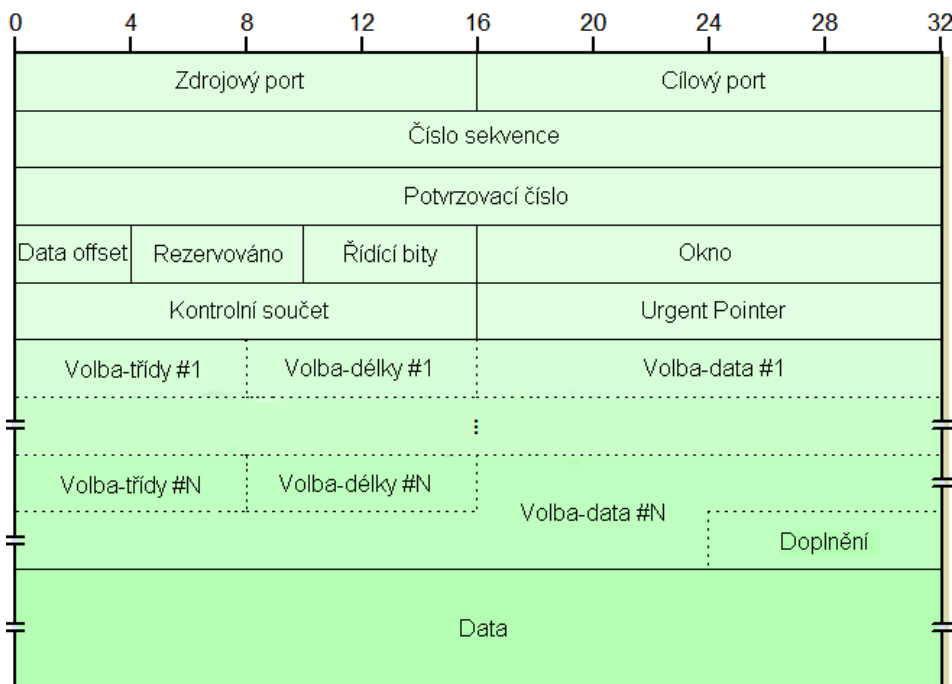 0 4 8 12 16 20 24 28 32
Zdrojový port Cílový port
Číslo sekvence
Potvrzovací číslo
Data offset Rezervováno Řídící bity Okno
Kontrolní součet Urgent Pointer
Volba-třídy #1 Volba-délky #1 Volba-data #1
Volba-třídy #N Volba-délky #N
Volba-data #N
Doplnění
Data